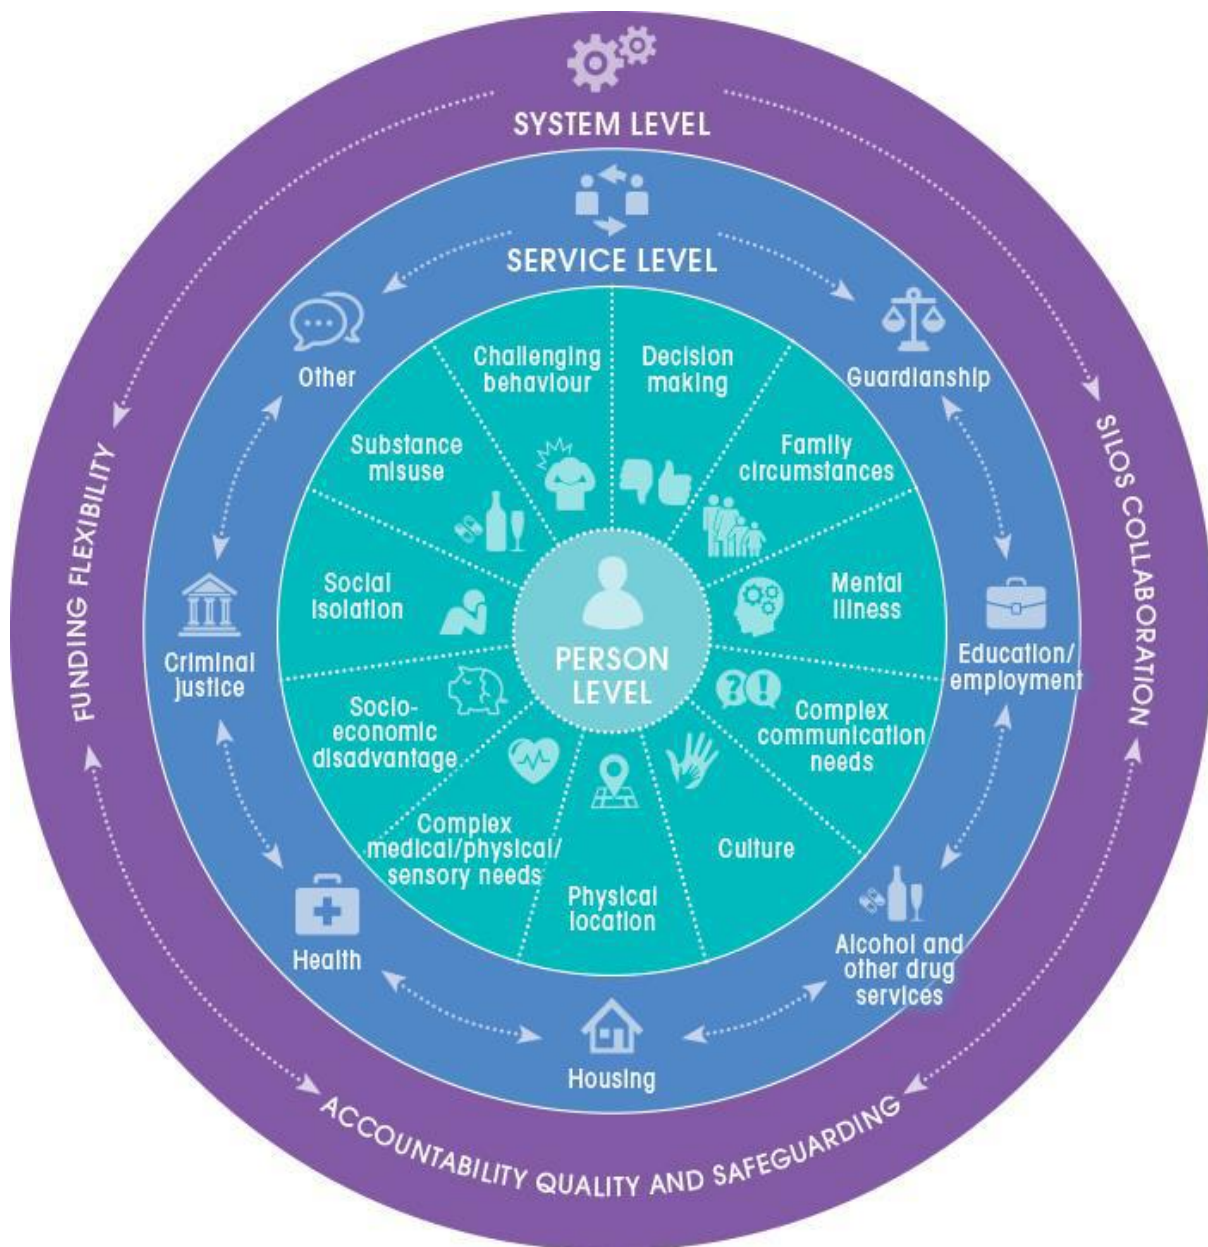 SYSTEM LEVEL
SERVICE LEVEL
Other
Guardianship
Challenging
behaviour
Decision
making
Substance
misuse
Family
circumstances
FUNDING FLEXIBILITY
SILOS COLLABORATION
Social
isolation
Mental
illness
Criminal
justice
PERSON
LEVEL
Education/
employment
Socio-
economic
disadvantage
Complex
communication
needs
Complex
medical/physical/
sensory needs
Culture
Physical
location
Health
Alcohol and
other drug
services
Housing
ACCOUNTABILITY QUALITY AND SAFEGUARDING